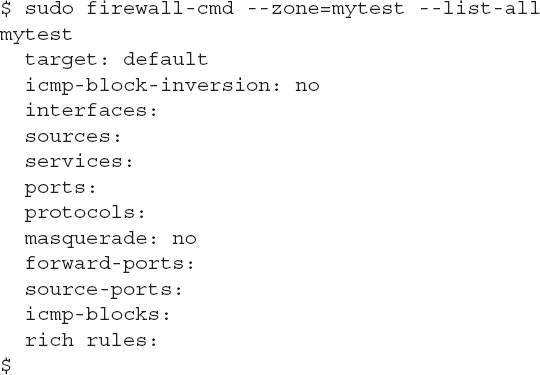 $ sudo firewall-cmd --zone=mytest --list-all
mytest
  target: default
  icmp-block-inversion: no
  interfaces:
  sources:
  services:
  ports:
  protocols:
  masquerade: no
  forward-ports:
  source-ports:
  icmp-blocks:
  rich rules:
$